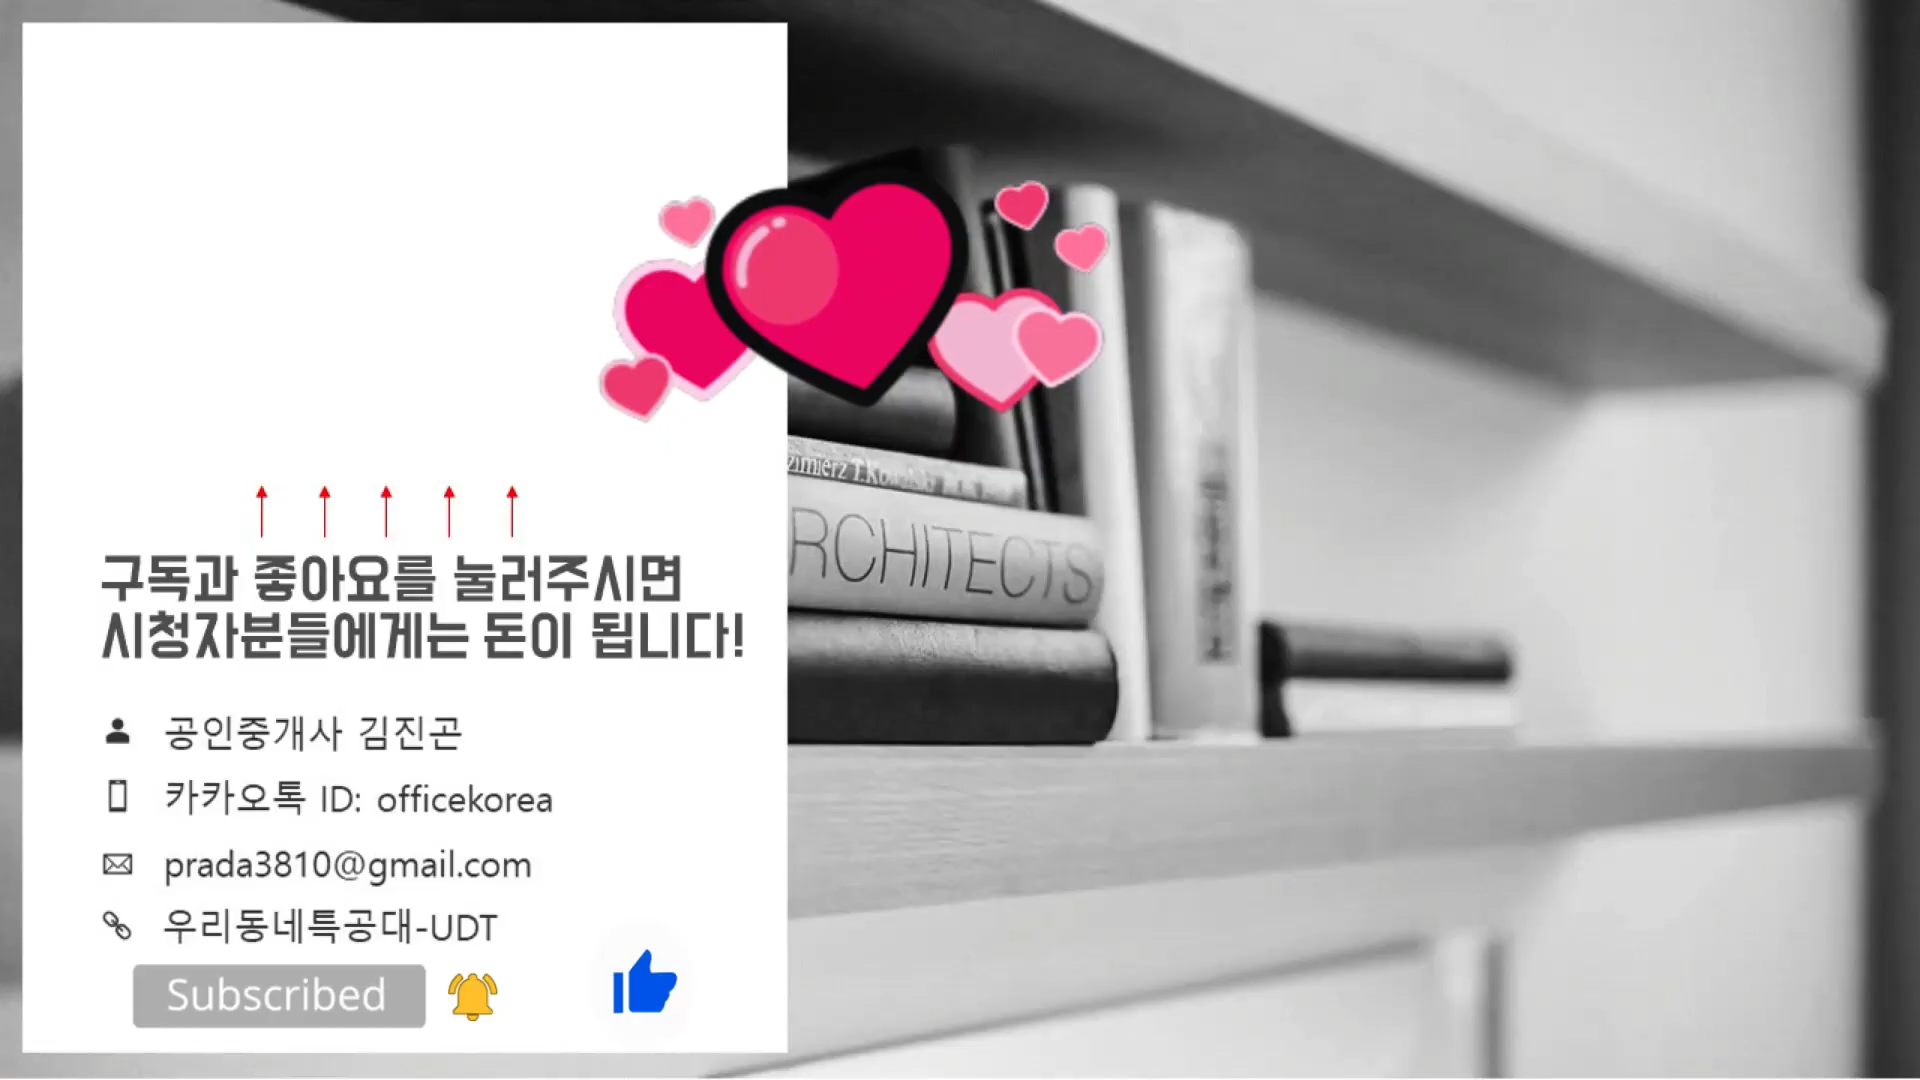 구독과 좋아요를 눌러주시면
시청자분들에게는 돈이 됩니다!
공인중개사 김진곤
카카오톡 ID: officekorea
prada3810@gmail.com
우리동네특공대-UDT
Subscribed
RCHITECTS